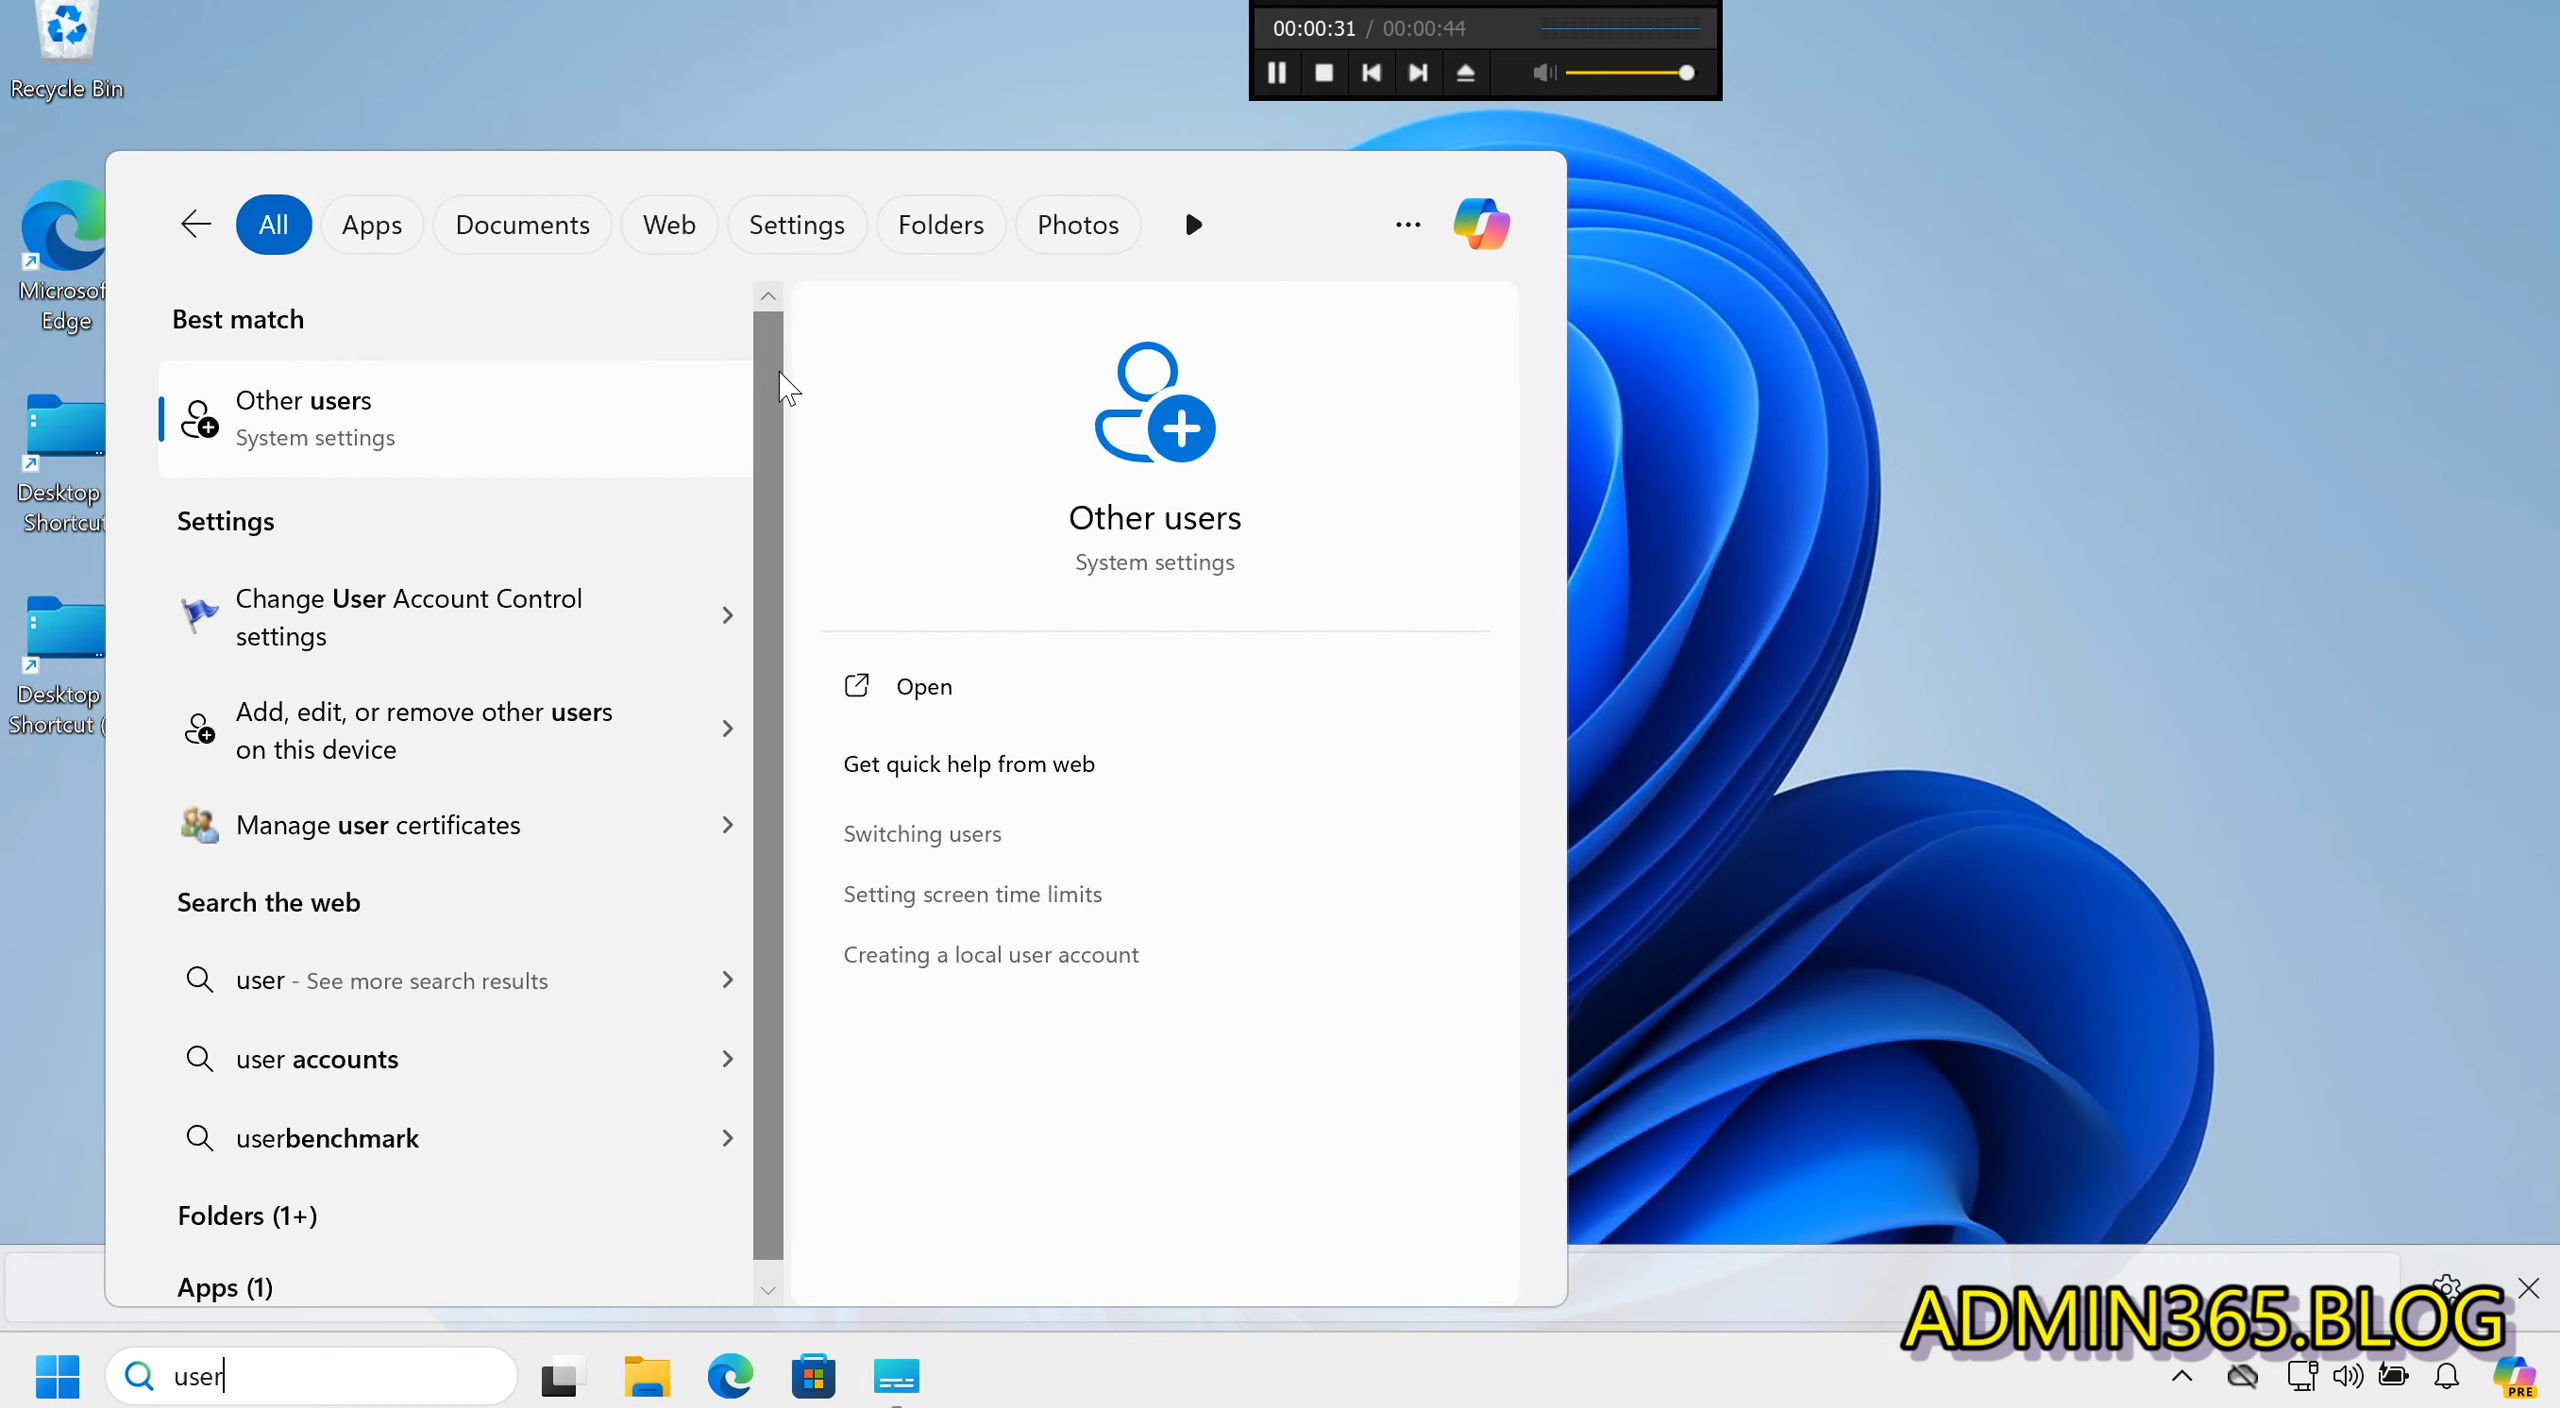 00:00:31 / 00:00:44
Recycle Bin
All Apps Documents Web Settings Folders Photos
Microsof
Edge
Best match
Other users
System settings
Settings
Change User Account Control
settings
Add, edit, or remove other users
on this device
Manage user certificates
Search the web
user - See more search results
user accounts
userbenchmark
Folders (1+)
Apps (1)
Other users
System settings
Open
Get quick help from web
Switching users
Setting screen time limits
Creating a local user account
Desktop
Shortcut
Desktop
Shortcut (
ADMIN365.BLOG
user
PRE